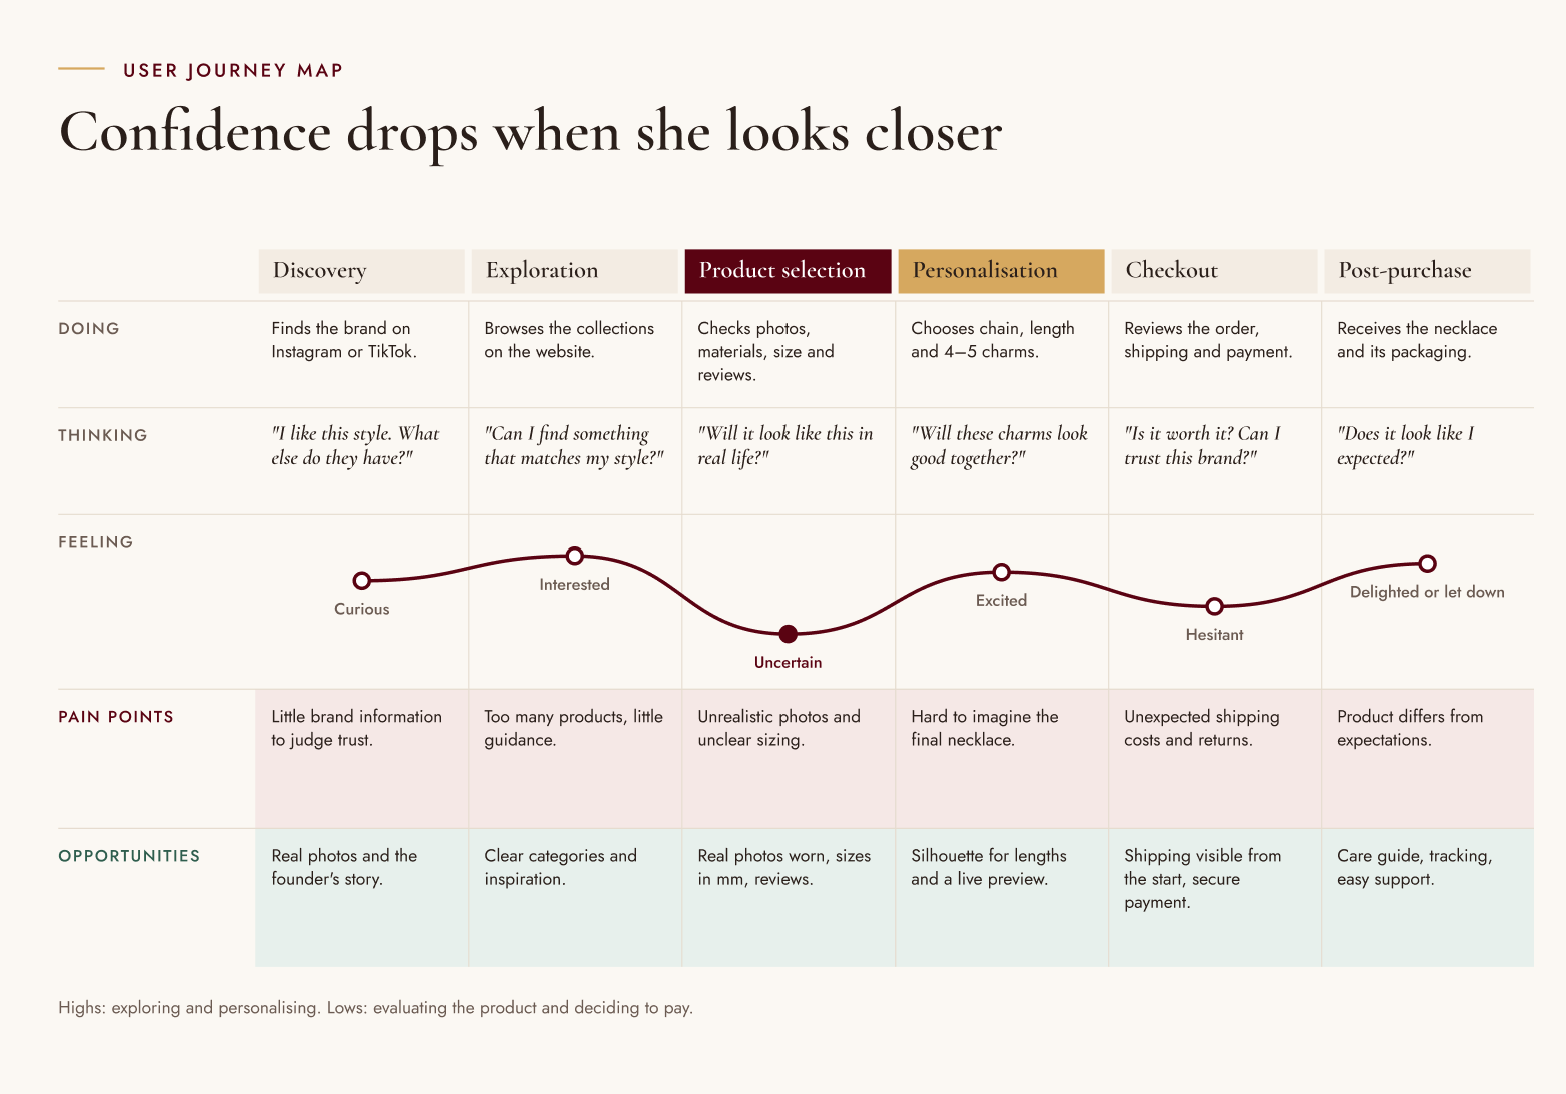 USER JOURNEY MAP
Confidence drops when she looks closer
Discovery
Exploration
Product selection
Personalisation
Checkout
Post-purchase
DOING
Finds the brand on
Instagram or TikTok.
Browses the collections
on the website.
Checks photos,
materials, size and
reviews.
Chooses chain, length
and 4–5 charms.
Reviews the order,
shipping and payment.
Receives the necklace
and its packaging.
THINKING
"I like this style. What
else do they have?"
"Can I find something
that matches my style?"
"Will it look like this in
real life?"
"Will these charms look
good together?"
"Is it worth it? Can I
trust this brand?"
"Does it look like I
expected?"
FEELING
Curious
Interested
Uncertain
Excited
Hesitant
Delighted or let down
PAIN POINTS
Little brand information
to judge trust.
Too many products, little
guidance.
Unrealistic photos and
unclear sizing.
Hard to imagine the
final necklace.
Unexpected shipping
costs and returns.
Product differs from
expectations.
OPPORTUNITIES
Real photos and the
founder's story.
Clear categories and
inspiration.
Real photos worn, sizes
in mm, reviews.
Silhouette for lengths
and a live preview.
Shipping visible from
the start, secure
payment.
Care guide, tracking,
easy support.
Highs: exploring and personalising. Lows: evaluating the product and deciding to pay.